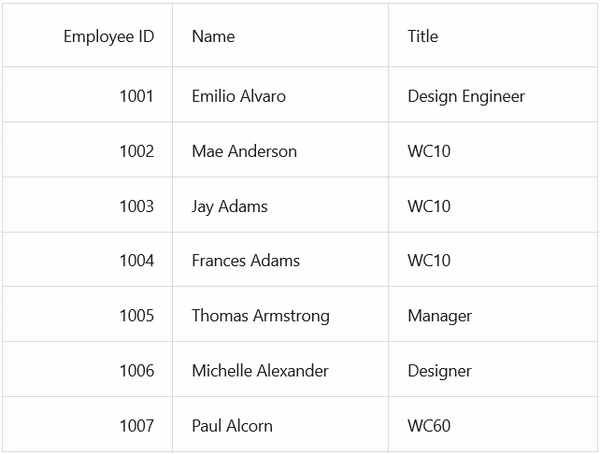 Employee ID Name Title
1001 Emilio Alvaro Design Engineer
1002 Mae Anderson WC10
1003 Jay Adams WC10
1004 Frances Adams WC10
1005 Thomas Armstrong Manager
1006 Michelle Alexander Designer
1007 Paul Alcorn WC60